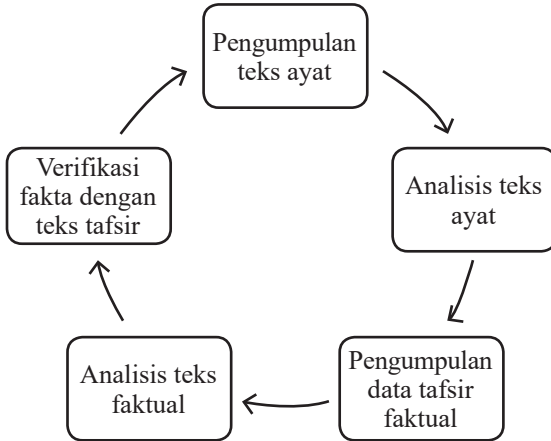 Pengumpulan
teks ayat
Analisis teks
ayat
Pengumpulan
data tafsir
faktual
Analisis teks
faktual
Verifikasi
fakta dengan
teks tafsir